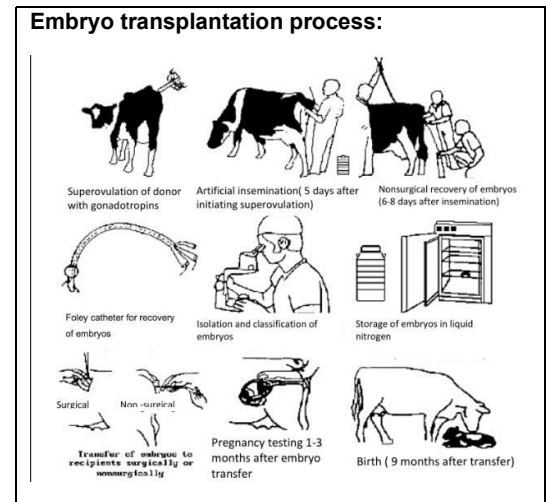 Embryo transplantation process:
Superovulation of donor
with gonadotropins
Artificial insemination( 5 days after
initiating superovulation)
Nonsurgical recovery of embryos
(6-8 days after insemination)
Foley catheter for recovery
of embryos
Isolation and classification of
embryos
Storage of embryos in liquid
nitrogen
Surgical
Non -surgical
Transfer of embryos to
recipients surgically or
nonsurgically
Pregnancy testing 1-3
months after embryo
transfer
Birth ( 9 months after transfer)